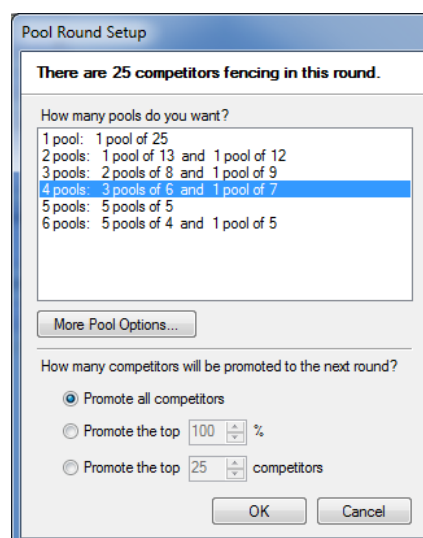 Pool Round Setup
There are 25 competitors fencing in this round.
How many pools do you want?
1 pool: 1 pool of 25
2 pools: 1 pool of 13 and 1 pool of 12
3 pools: 2 pools of 8 and 1 pool of 9
4 pools: 3 pools of 6 and 1 pool of 7
5 pools: 5 pools of 5
6 pools: 5 pools of 4 and 1 pool of 5
More Pool Options...
How many competitors will be promoted to the next round?
Promote all competitors
Promote the top 100 %
Promote the top 25 competitors
OK Cancel